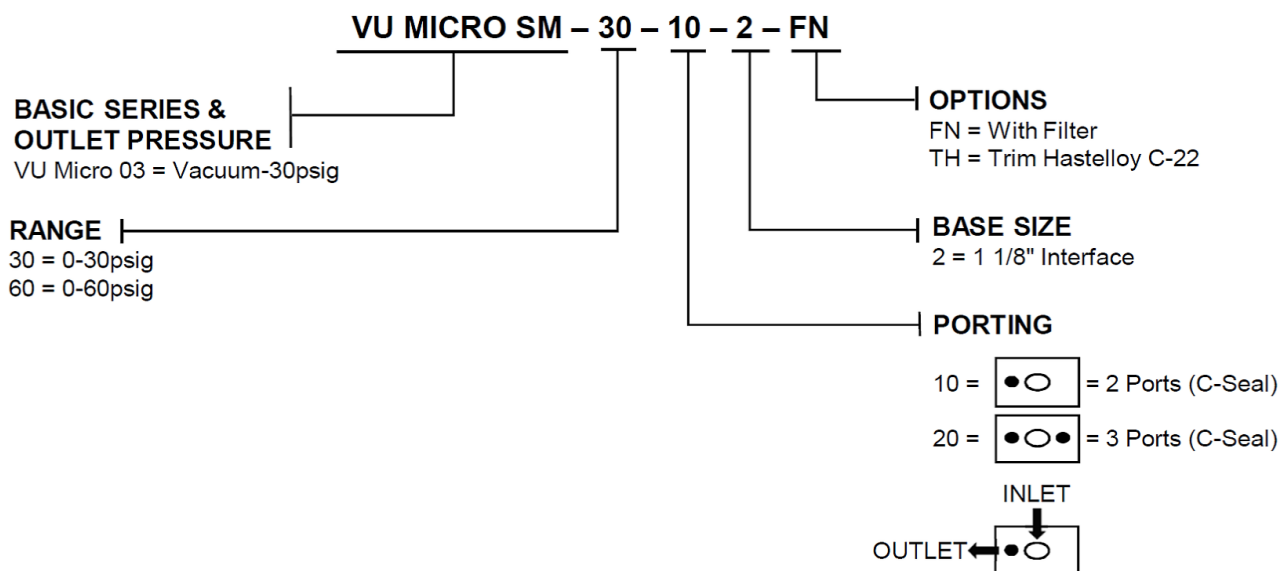 VU MICRO SM – 30 – 10 – 2 – FN
BASIC SERIES &
OUTLET PRESSURE
VU Micro 03 = Vacuum-30psig
RANGE
30 = 0-30psig
60 = 0-60psig
OPTIONS
FN = With Filter
TH = Trim Hastelloy C-22
BASE SIZE
2 = 1 1/8" Interface
PORTING
10 = = 2 Ports (C-Seal)
20 = = 3 Ports (C-Seal)
INLET
OUTLET